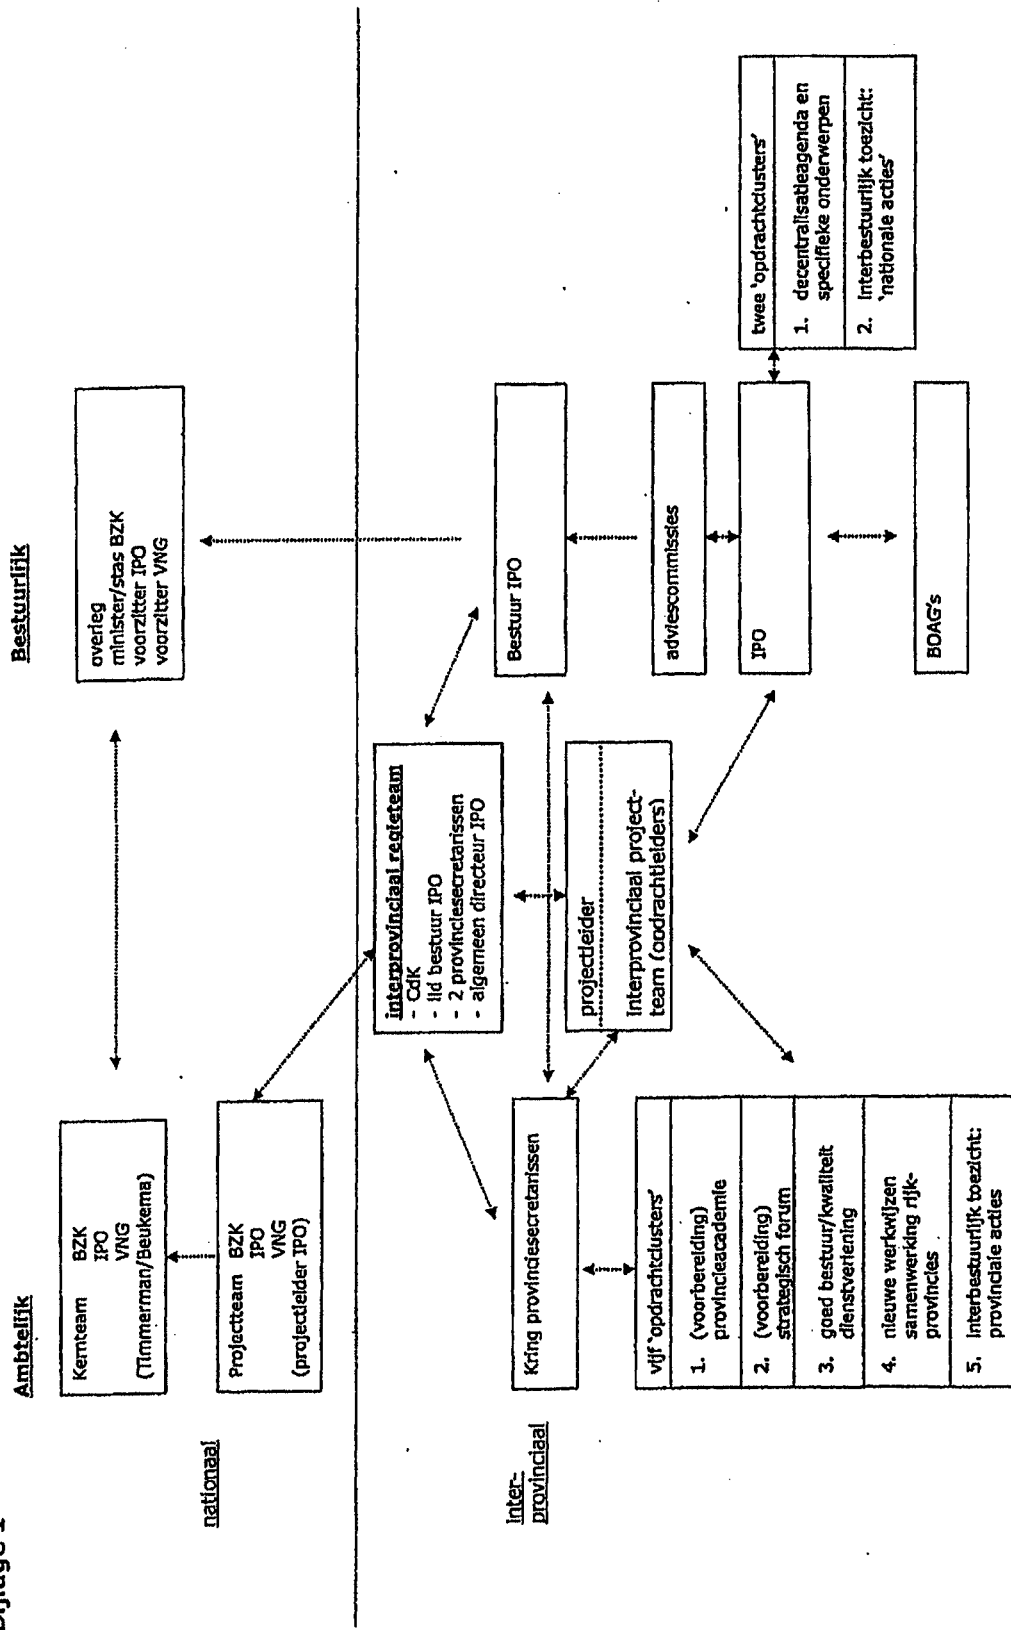 Bijlage 1
Ambtelijk
Bestuurlijk
nationaal
Kernteam BZK
IPO
VNG
(Timmerman/Beukema)
Projectteam BZK
IPO
VNG
(projectleider IPO)
overleg
minister/stas BZK
voorzitter IPO
voorzitter VNG
inter-
provinciaal
interprovinciaal regieteam
- CdK
- lid bestuur IPO
- 2 provinciesecretarissen
- algemeen directeur IPO
Kring provinciesecretarissen
Bestuur IPO
projectleider
Interprovinciaal project-
team (opdrachtleiders)
adviescommissies
IPO
BOAG's
vijf 'opdrachtclusters'
1. (voorbereiding)
provincieacademie
2. (voorbereiding)
strategisch forum
3. goed bestuur/kwaliteit
dienstverlening
4. nieuwe werkwijzen
samenwerking rijk-
provincies
5. Interbestuurlijk toezicht:
provinciale acties
twee 'opdrachtclusters'
1. decentralisatieagenda en
specifieke onderwerpen
2. Interbestuurlijk toezicht:
'nationale acties'